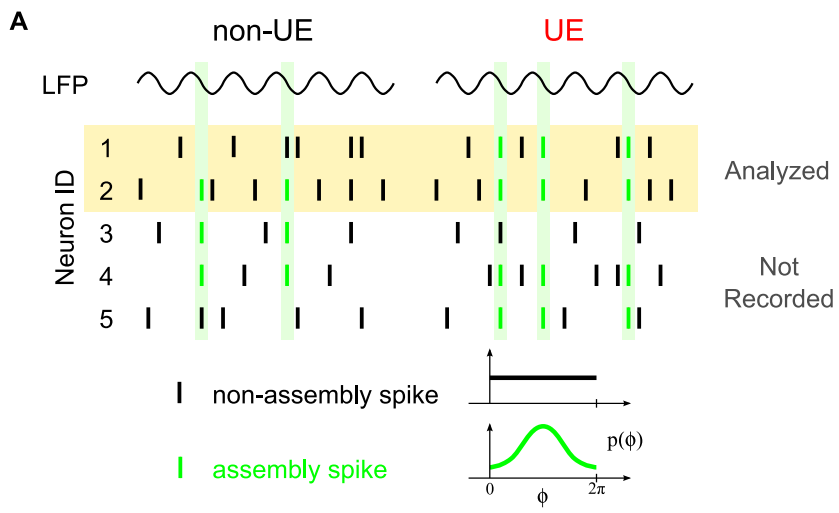 A
non-UE UE
LFP
Neuron ID
1
2
3
4
5
Analyzed
Not
Recorded
non-assembly spike
assembly spike
p(ϕ)
0 ϕ 2π